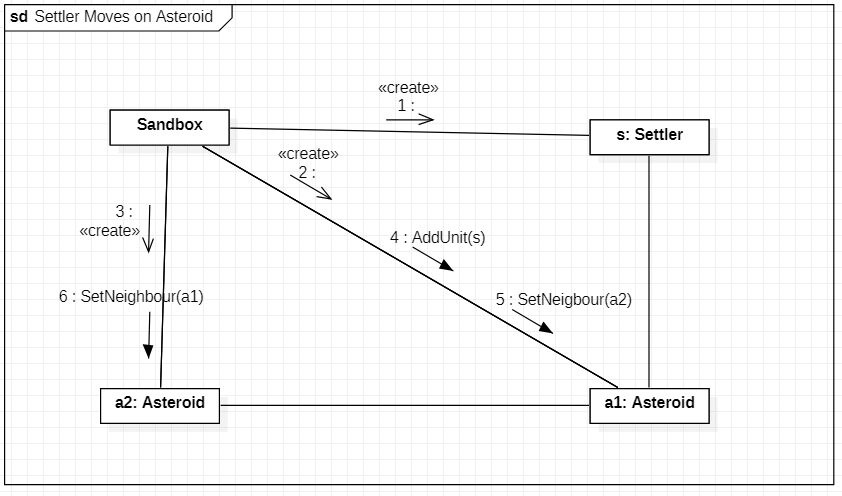 sd Settler Moves on Asteroid
«create»
1 :
Sandbox
s: Settler
«create»
2 :
3 :
«create»
4 : AddUnit(s)
6 : SetNeighbour(a1)
5 : SetNeigbour(a2)
a2: Asteroid
a1: Asteroid